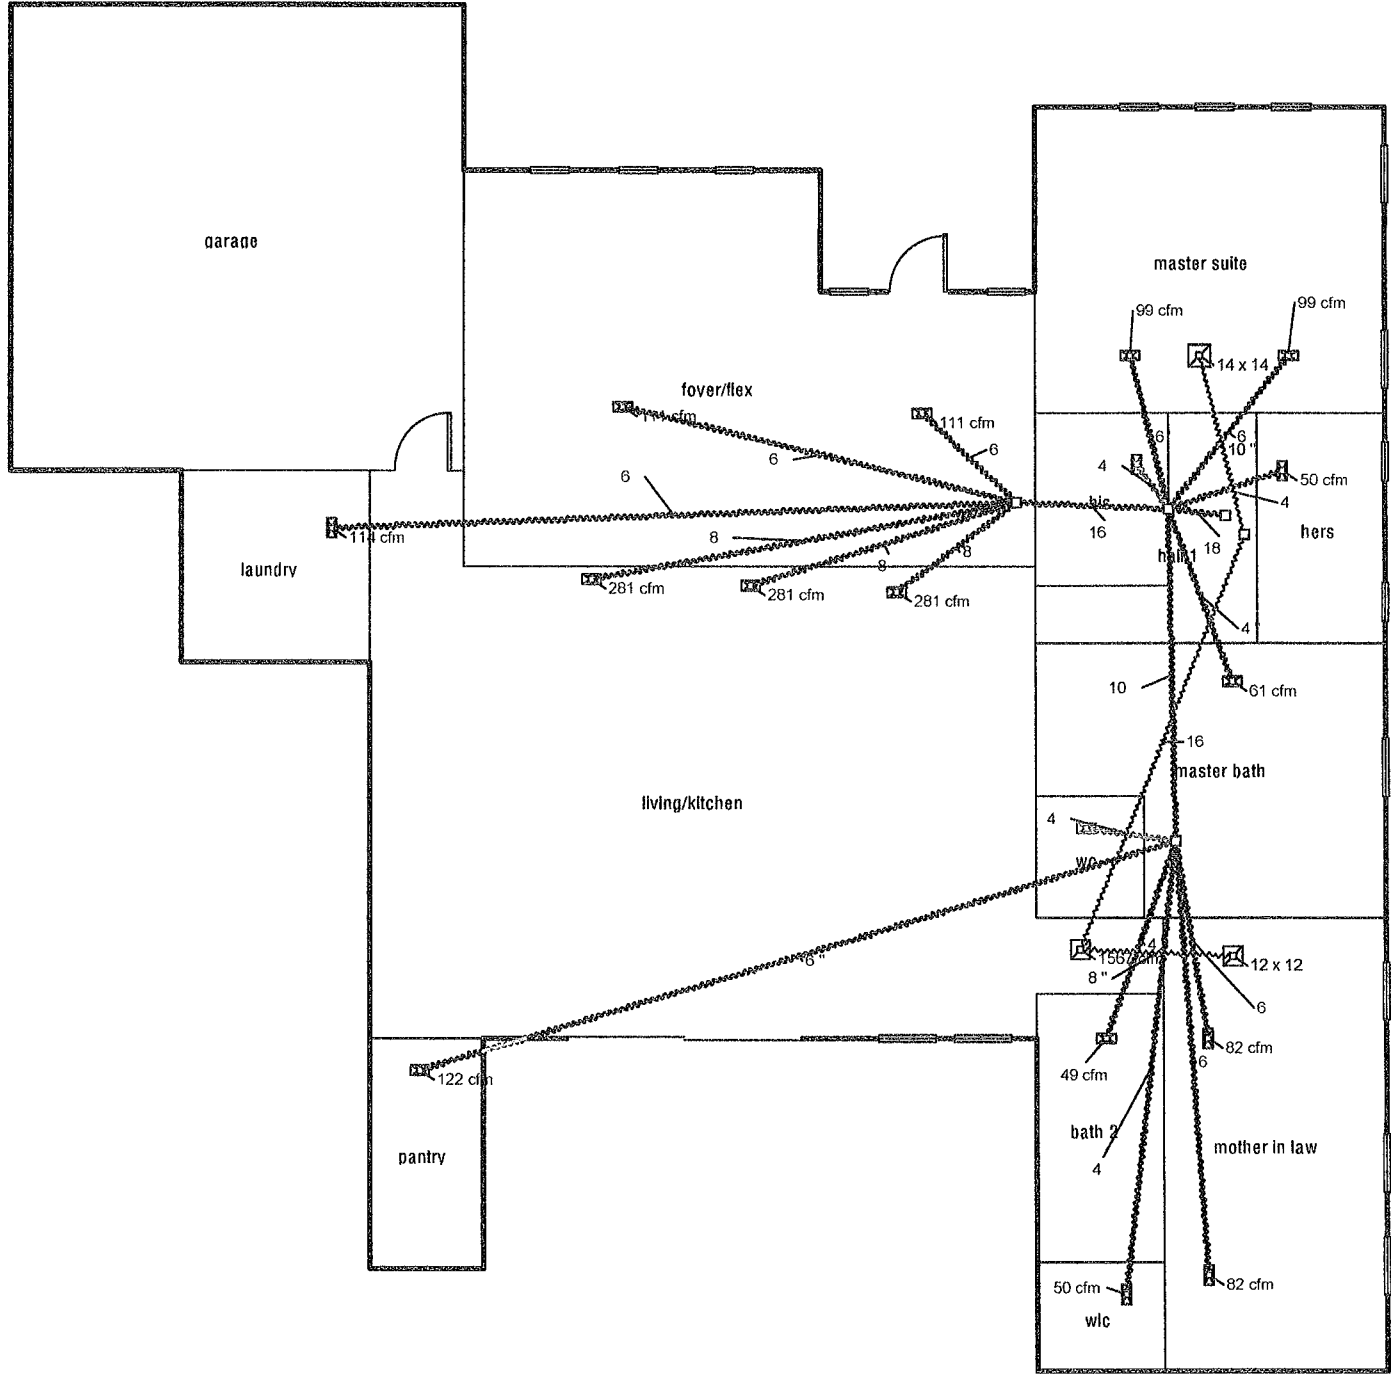 garage
master suite
99 cfm
99 cfm
14 x 14
foyer/flex
111 cfm
111 cfm
6
6
6
6
6
10 "
4
50 cfm
4
his
16
hers
18
hall 1
114 cfm
8
8
8
laundry
281 cfm
281 cfm
281 cfm
4
61 cfm
10
16
master bath
living/kitchen
4
wc
6 "
4
1567 cfm
8 "
12 x 12
6
82 cfm
6
49 cfm
122 cfm
bath 2
mother in law
pantry
4
50 cfm
82 cfm
wic